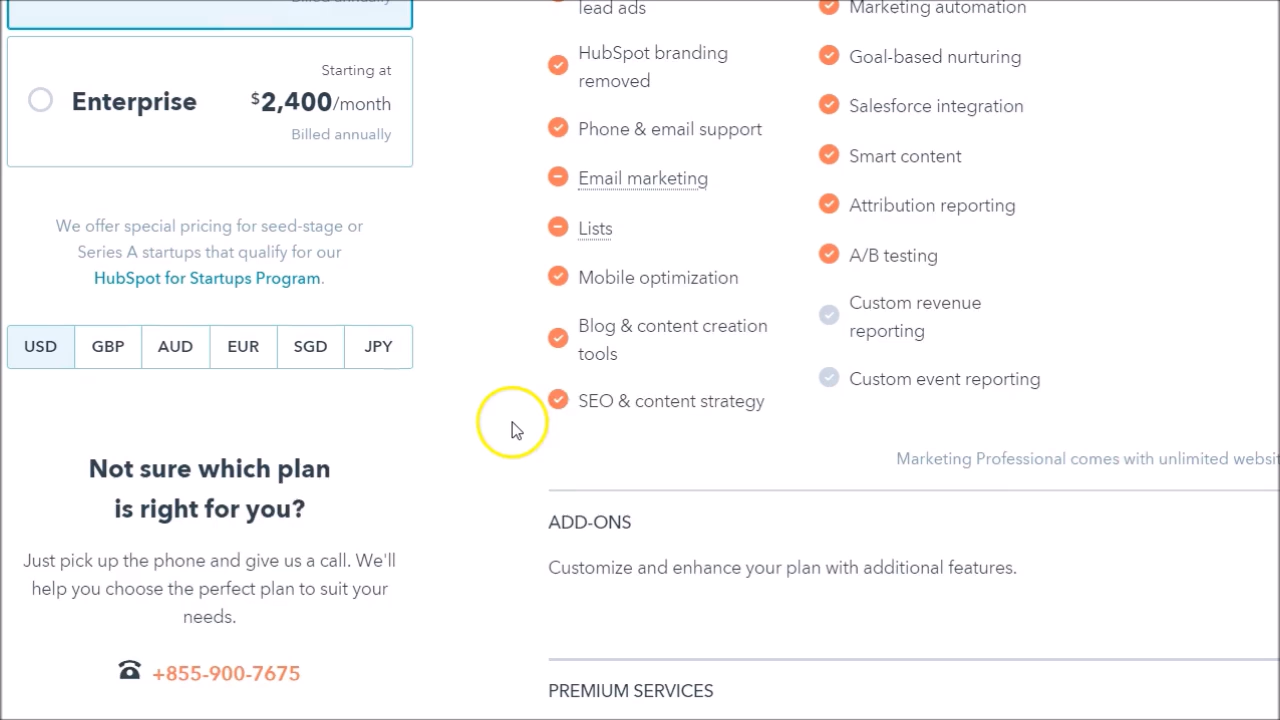 Billed annually
Starting at
Enterprise
$2,400/month
Billed annually
We offer special pricing for seed-stage or
Series A startups that qualify for our
HubSpot for Startups Program.
USD GBP AUD EUR SGD JPY
Not sure which plan
is right for you?
Just pick up the phone and give us a call. We'll
help you choose the perfect plan to suit your
needs.
+855-900-7675
lead ads
HubSpot branding
removed
Phone & email support
Email marketing
Lists
Mobile optimization
Blog & content creation
tools
SEO & content strategy
Marketing automation
Goal-based nurturing
Salesforce integration
Smart content
Attribution reporting
A/B testing
Custom revenue
reporting
Custom event reporting
Marketing Professional comes with unlimited websi
ADD-ONS
Customize and enhance your plan with additional features.
PREMIUM SERVICES